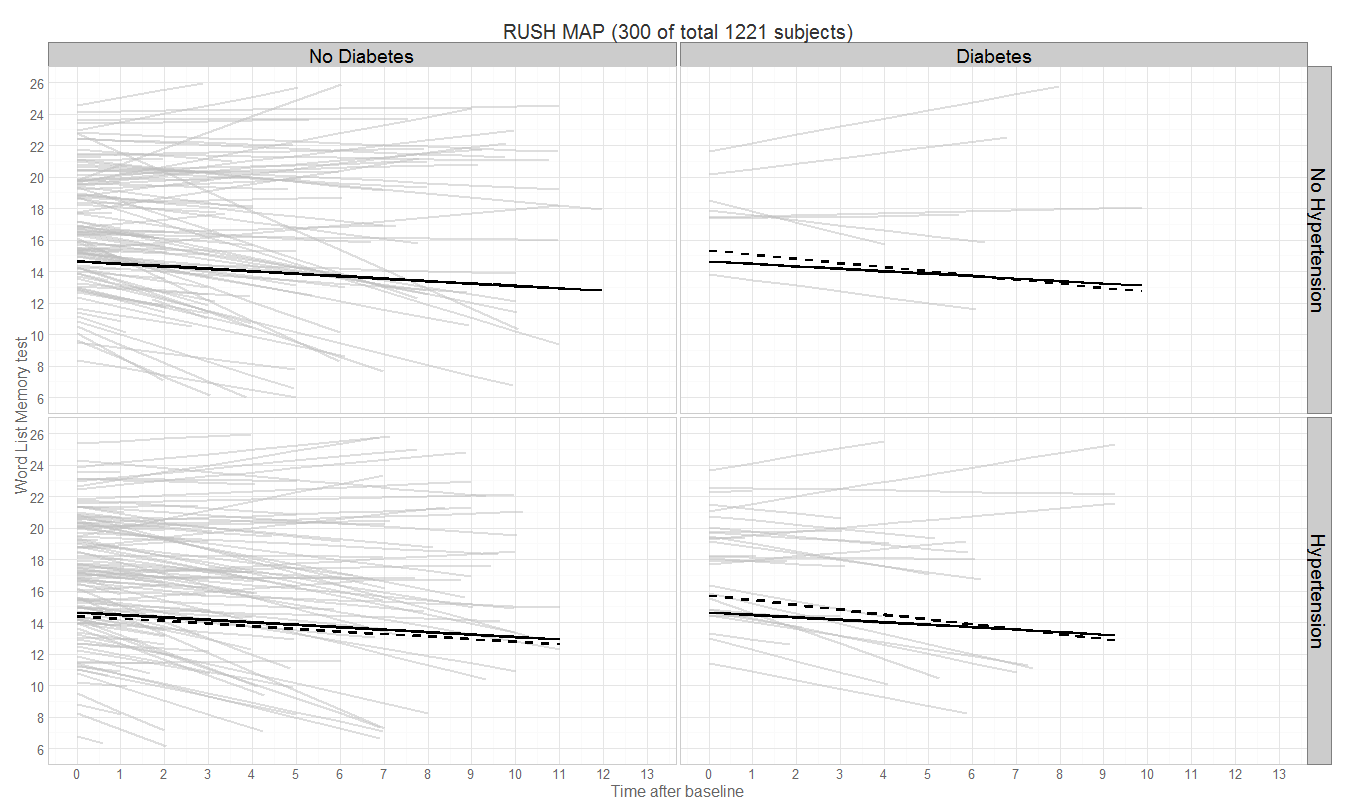 RUSH MAP (300 of total 1221 subjects)
No Diabetes
Diabetes
26
24
22
20
18
16
14
12
10
8
6
No Hypertension
26
24
22
20
18
16
14
12
10
8
6
Hypertension
Word List Memory test
0 1 2 3 4 5 6 7 8 9 10 11 12 13
0 1 2 3 4 5 6 7 8 9 10 11 12 13
Time after baseline